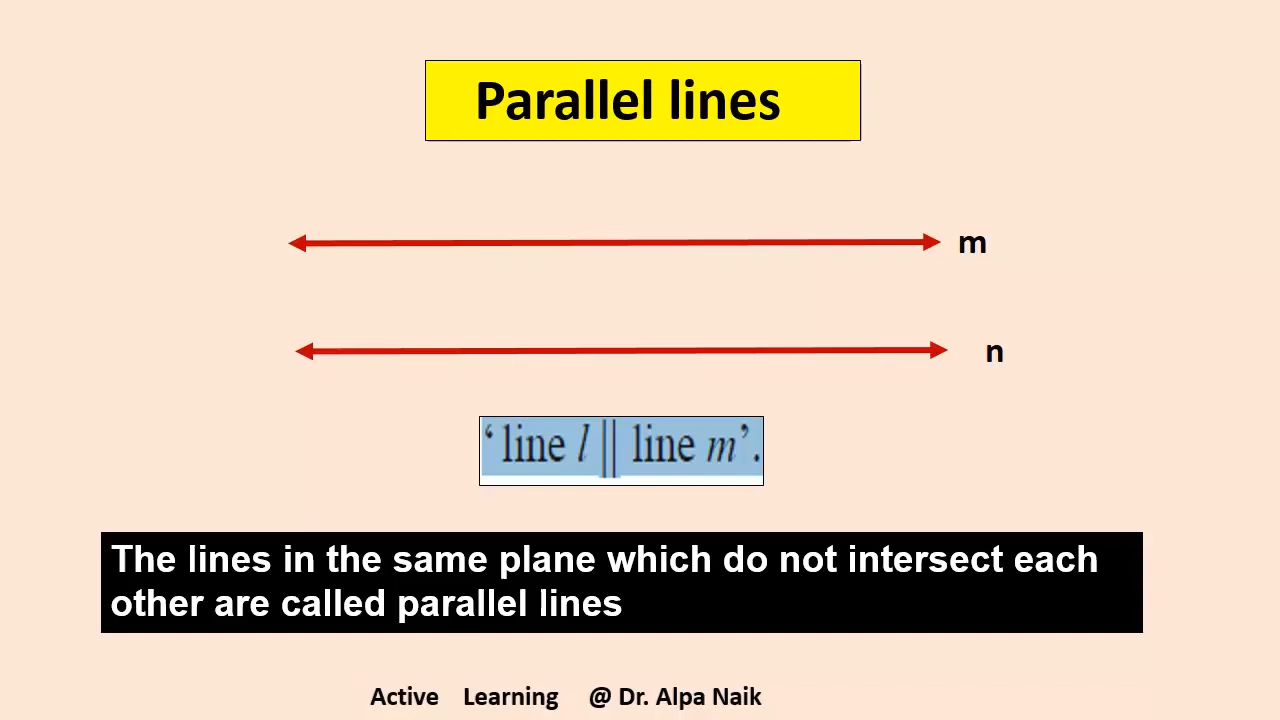 Parallel lines
m
n
‘ line l || line m’.
The lines in the same plane which do not intersect each
other are called parallel lines
Active Learning @ Dr. Alpa Naik